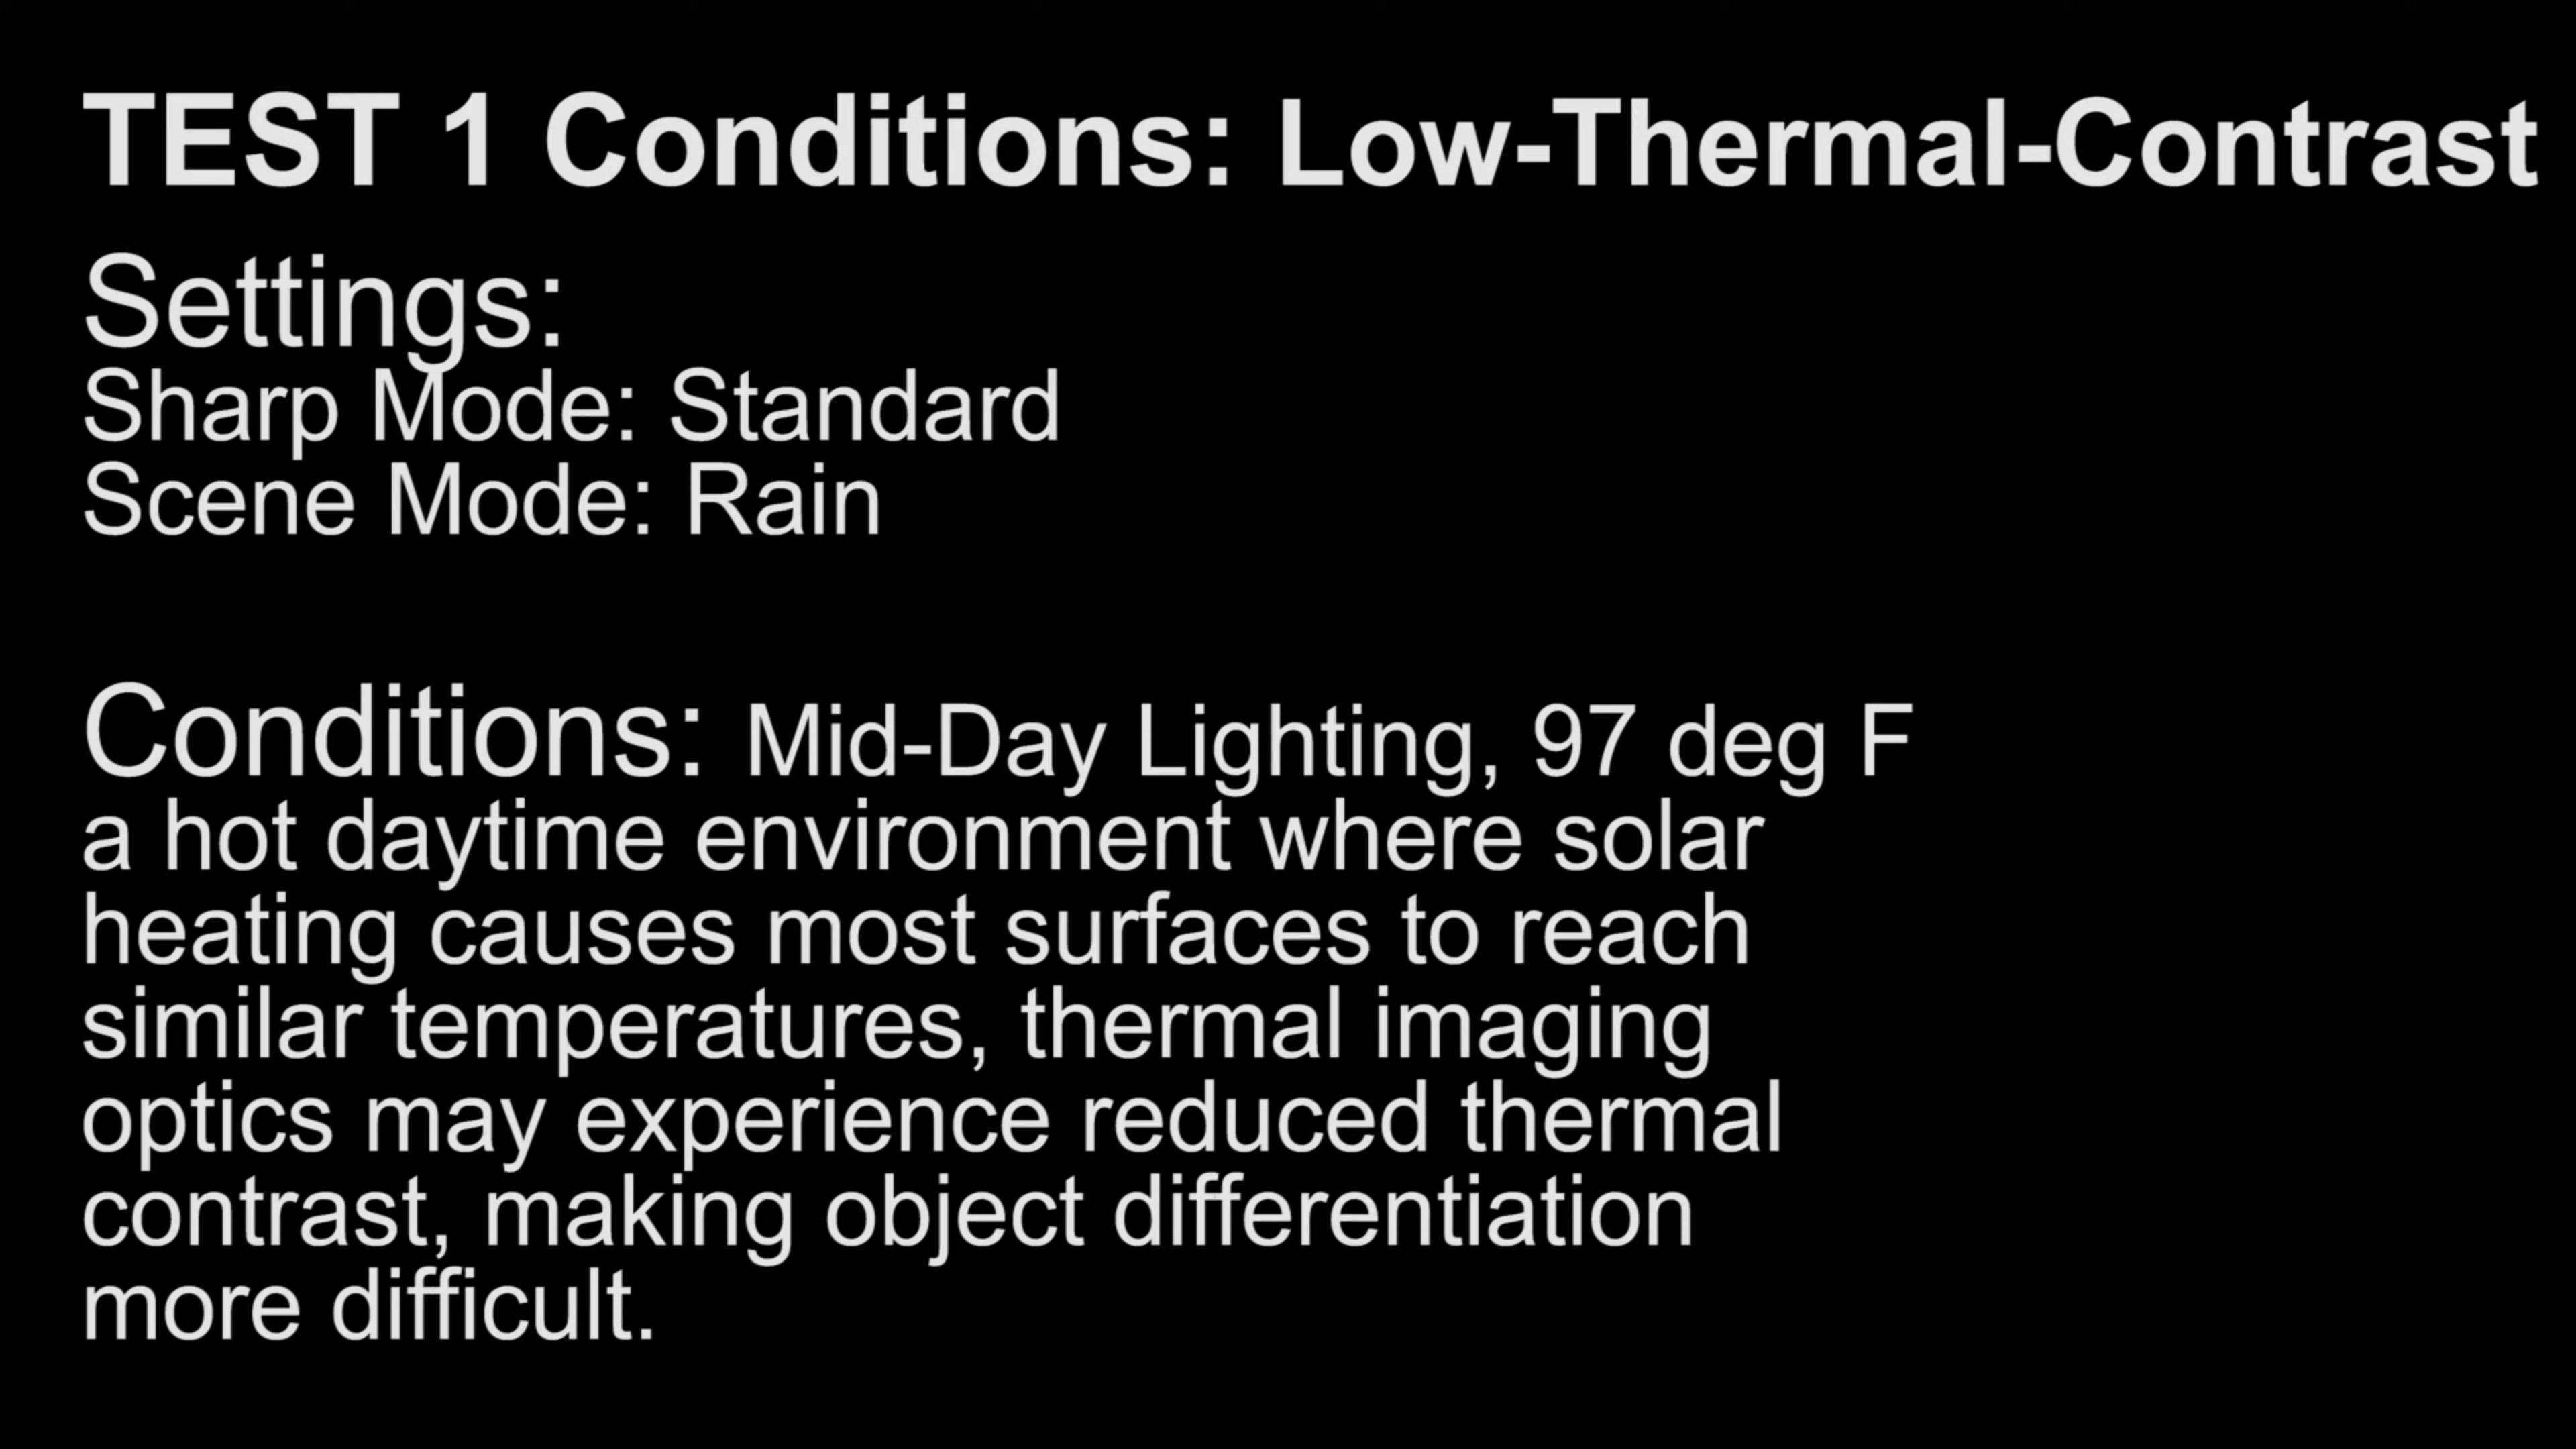 TEST 1 Conditions: Low-Thermal-Contrast
Settings:
Sharp Mode: Standard
Scene Mode: Rain
Conditions: Mid-Day Lighting, 97 deg F
a hot daytime environment where solar
heating causes most surfaces to reach
similar temperatures, thermal imaging
optics may experience reduced thermal
contrast, making object differentiation
more difficult.